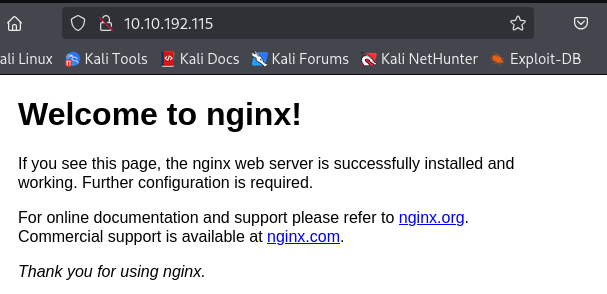 10.10.192.115
ali Linux Kali Tools Kali Docs Kali Forums Kali NetHunter Exploit-DB
Welcome to nginx!
If you see this page, the nginx web server is successfully installed and
working. Further configuration is required.
For online documentation and support please refer to nginx.org.
Commercial support is available at nginx.com.
Thank you for using nginx.